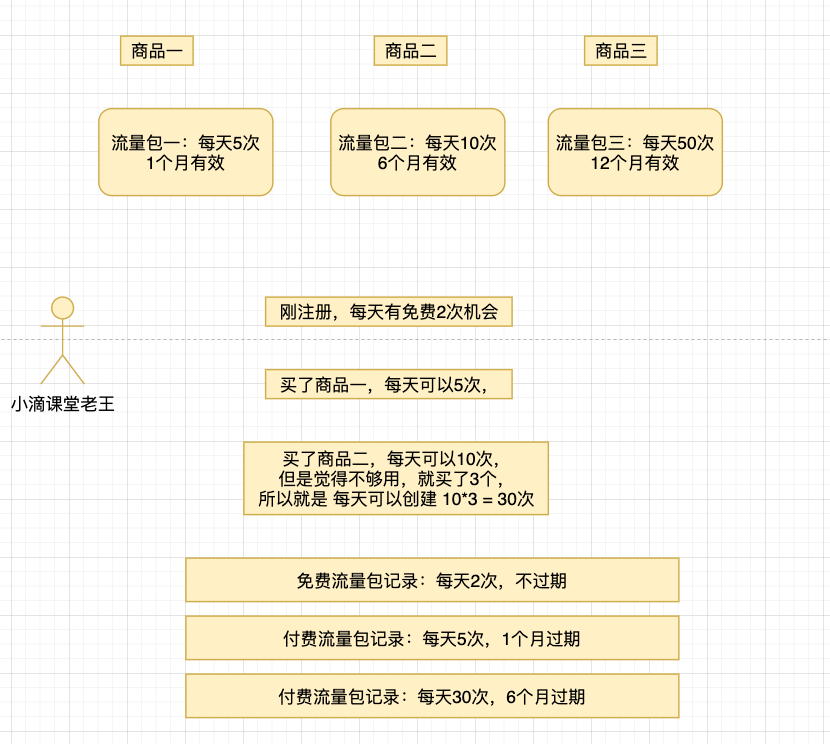 商品一
商品二
商品三
流量包一：每天5次
1个月有效
流量包二：每天10次
6个月有效
流量包三：每天50次
12个月有效
刚注册，每天有免费2次机会
买了商品一，每天可以5次，
小滴课堂老王
买了商品二，每天可以10次，
但是觉得不够用，就买了3个，
所以就是 每天可以创建 10*3 = 30次
免费流量包记录：每天2次，不过期
付费流量包记录：每天5次，1个月过期
付费流量包记录：每天30次，6个月过期